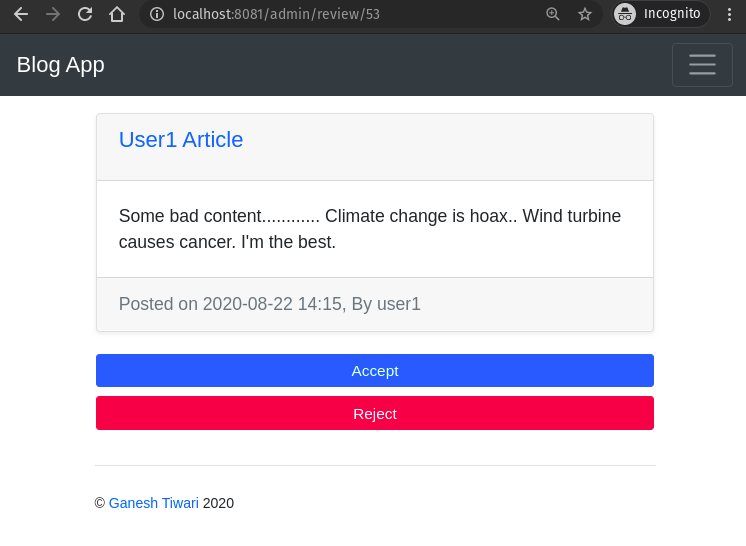 localhost:8081/admin/review/53
Incognito
Blog App
User1 Article
Some bad content............ Climate change is hoax.. Wind turbine
causes cancer. I'm the best.
Posted on 2020-08-22 14:15, By user1
Accept
Reject
© Ganesh Tiwari 2020